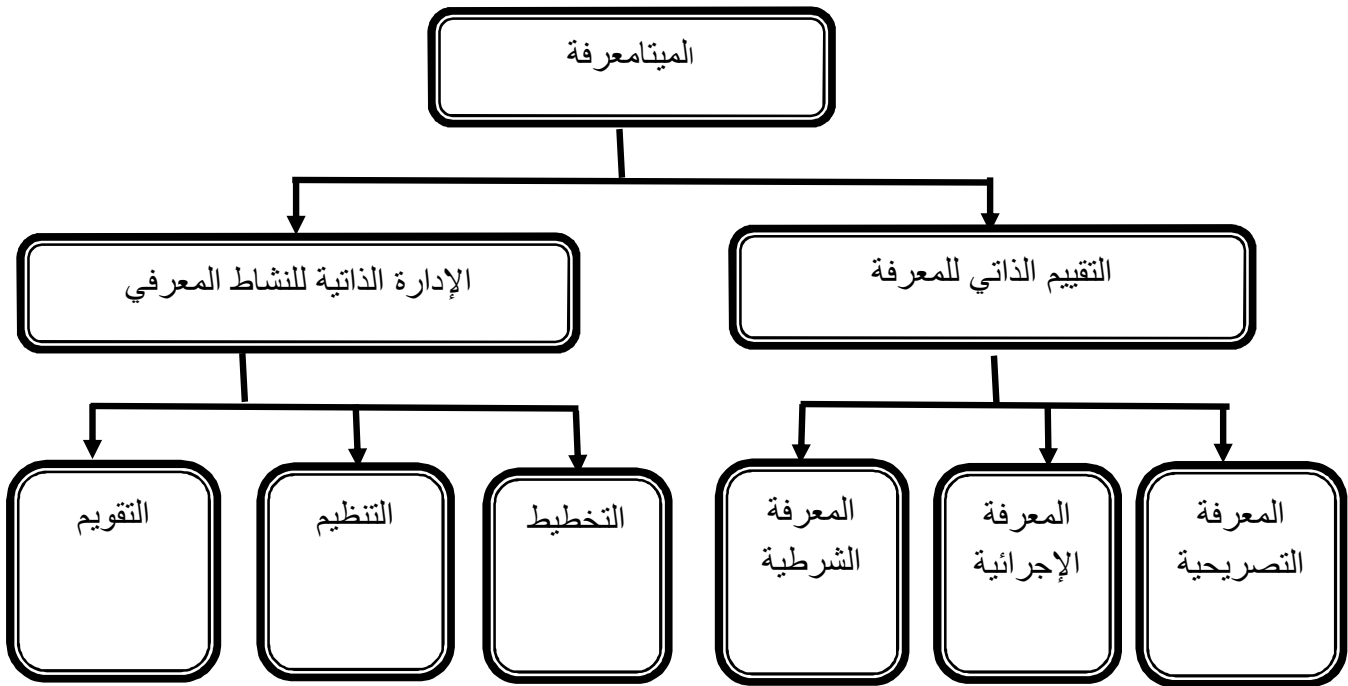 الميتامعرفة
التقييم الذاتي للمعرفة
الإدارة الذاتية للنشاط المعرفي
المعرفة
التصريحية
المعرفة
الإجرائية
المعرفة
الشرطية
التخطيط
التنظيم
التقويم